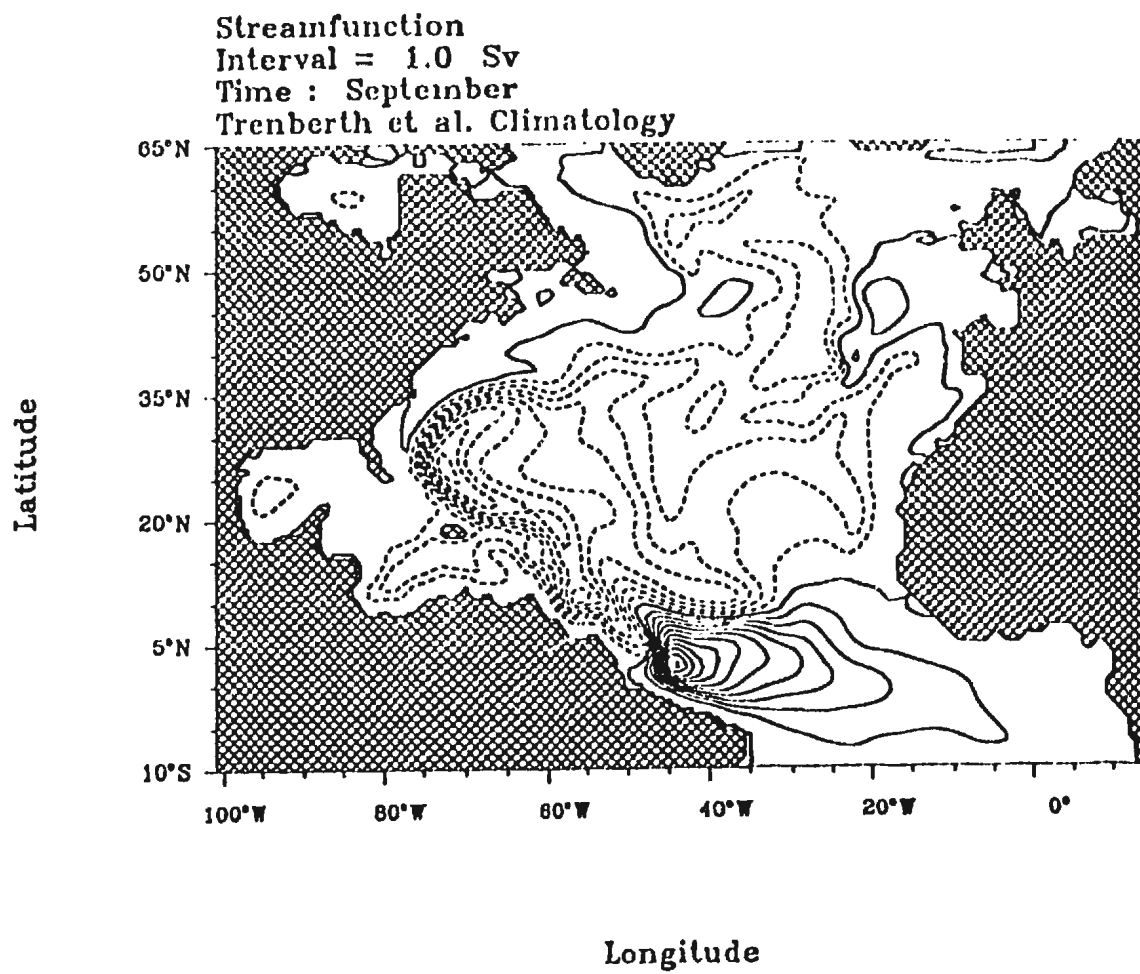 Streamfunction
Interval = 1.0 Sv
Time : September
Trenberth et al. Climatology
65°N
50°N
35°N
20°N
5°N
10°S
Latitude
100°W 80°W 60°W 40°W 20°W 0°
Longitude